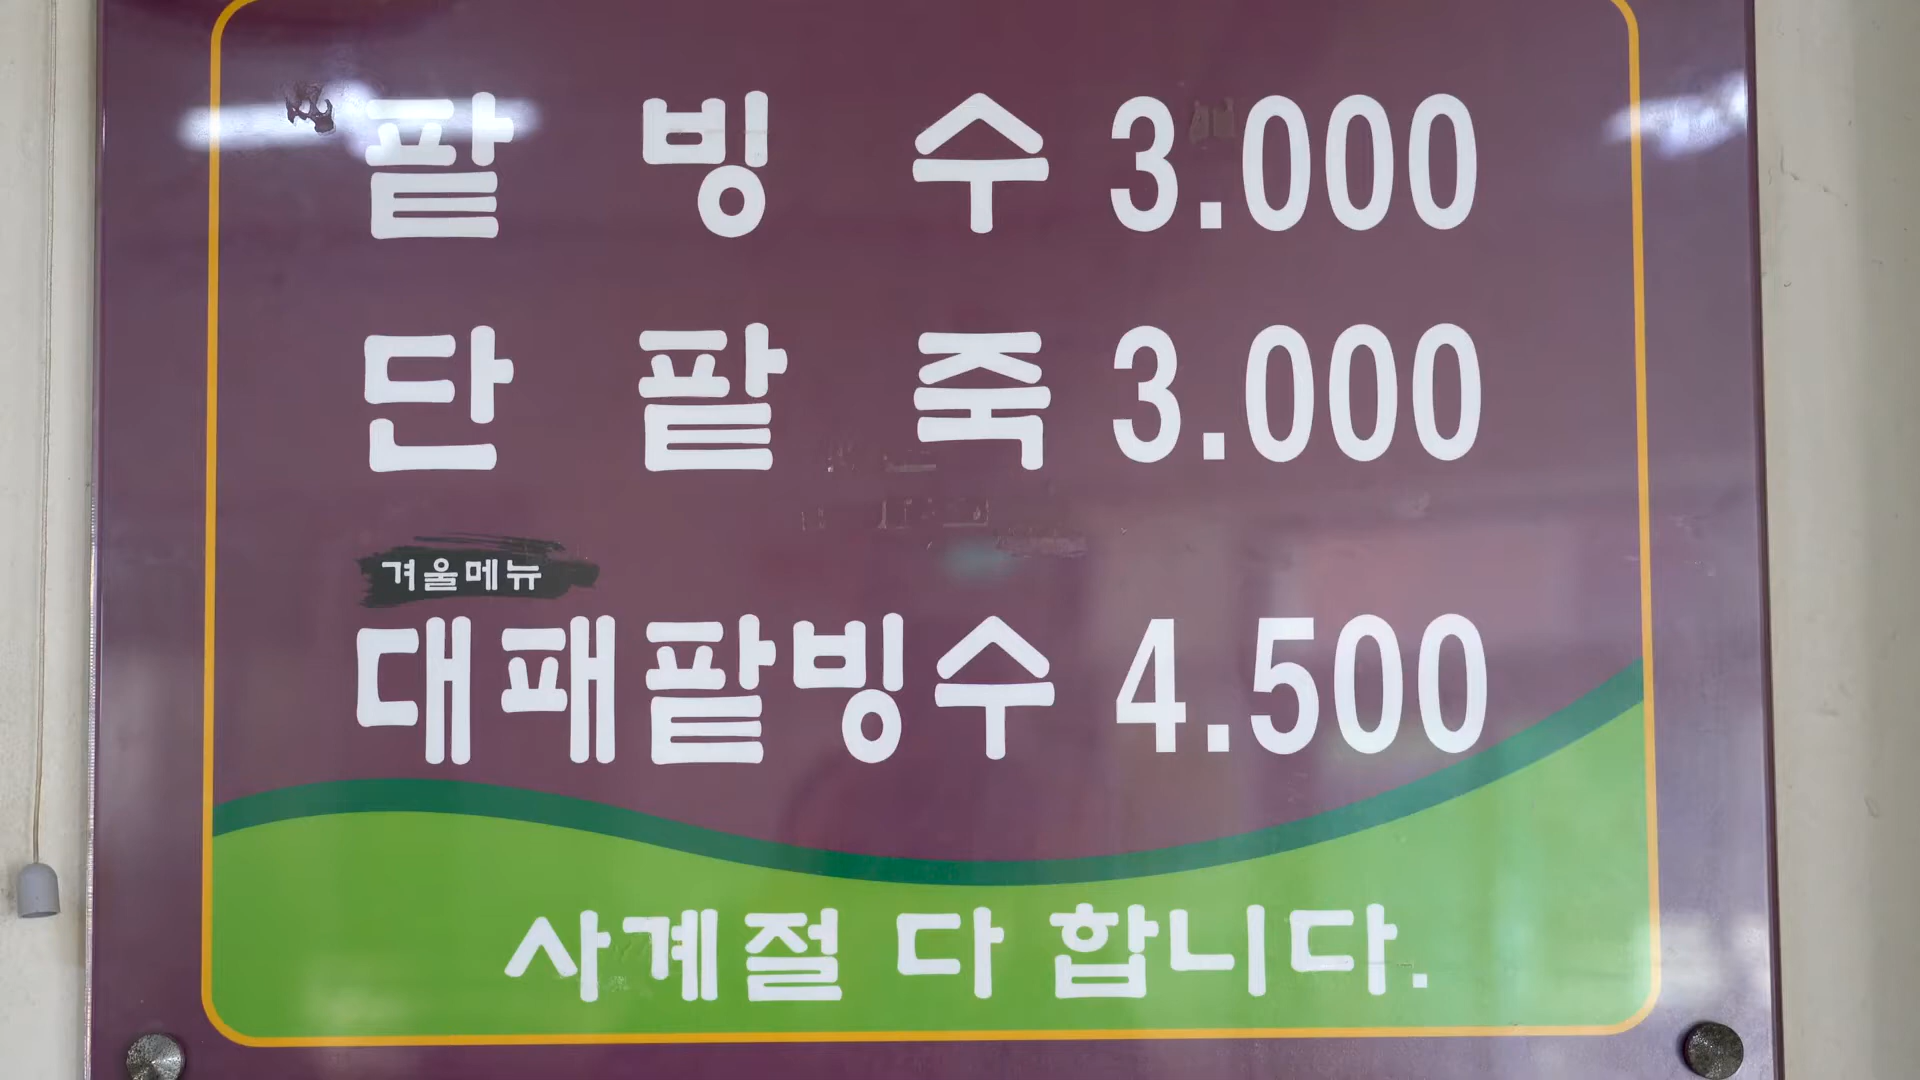 팥 빙 수 3.000
단 팥 죽 3.000
겨울메뉴
대패팥빙수 4.500
사계절 다 합니다.